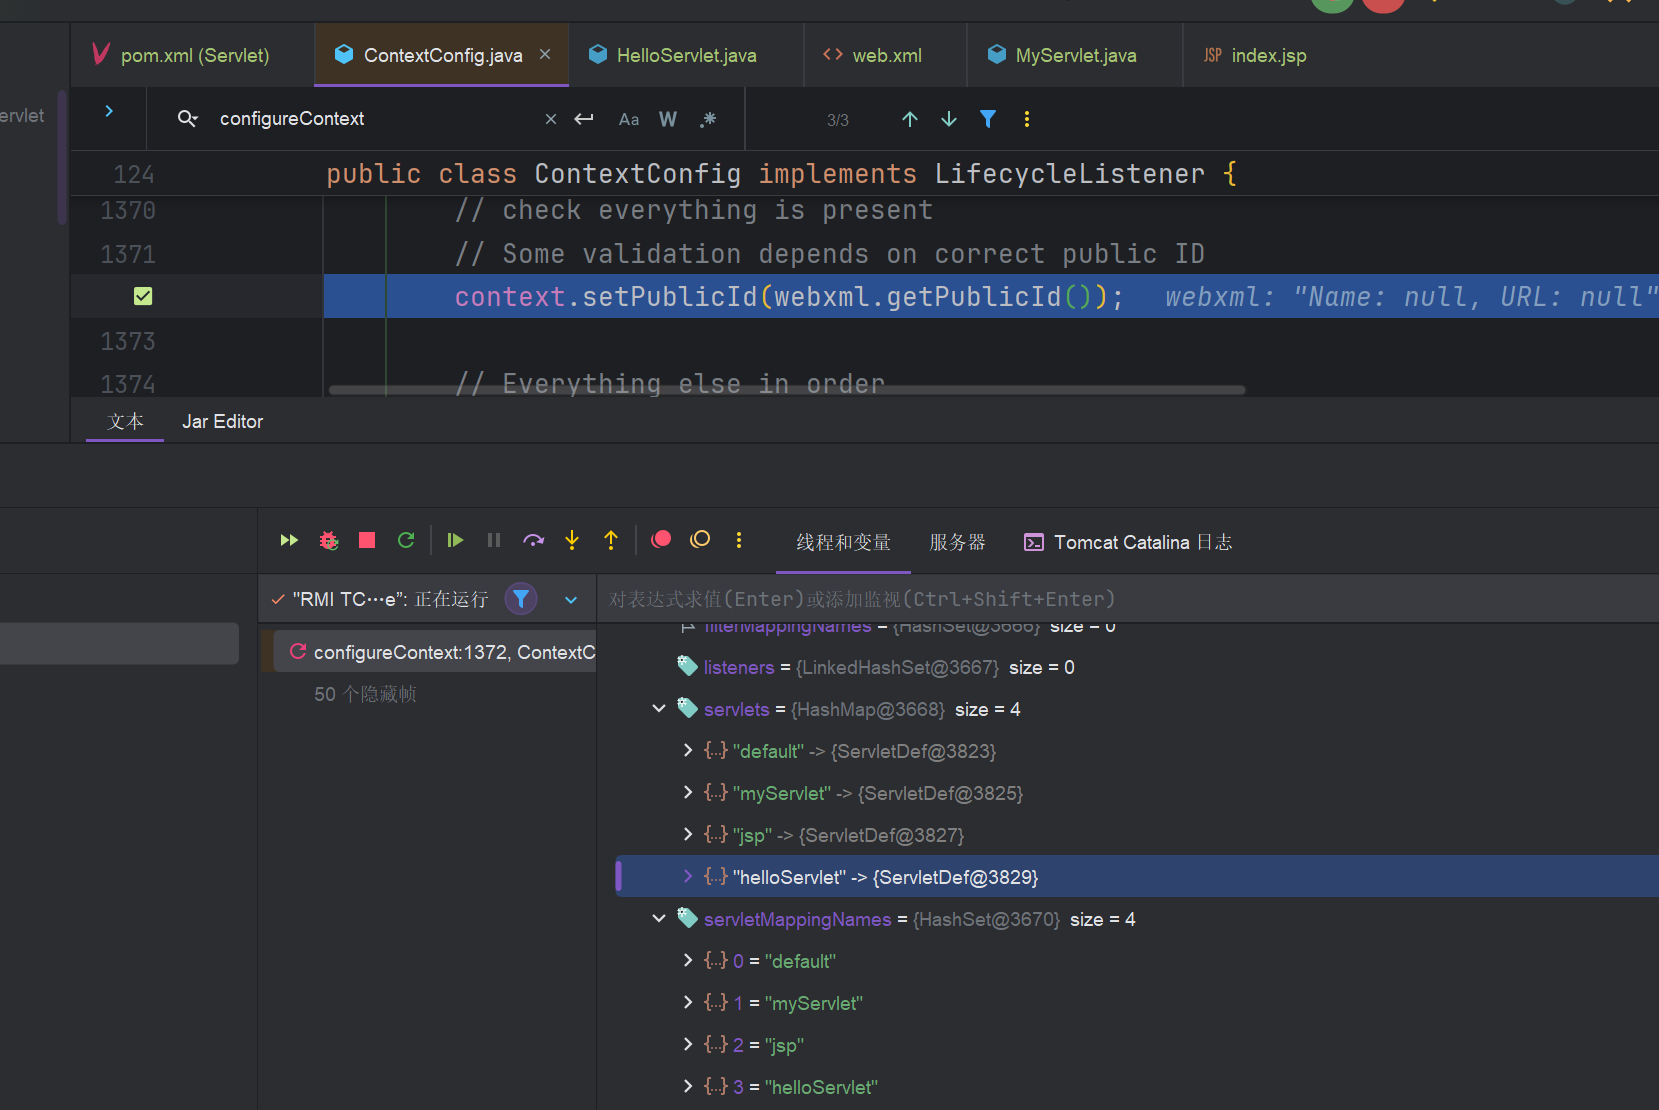 pom.xml (Servlet)
ContextConfig.java
HelloServlet.java
web.xml
MyServlet.java
JSP index.jsp
ervlet
configureContext
Aa
W
3/3
124 public class ContextConfig implements LifecycleListener {
1370 // check everything is present
1371 // Some validation depends on correct public ID
context.setPublicId(webxml.getPublicId()); webxml: "Name: null, URL: null"
1373
1374 // Everything else in order
文本
Jar Editor
线程和变量
服务器
Tomcat Catalina 日志
"RMI TC…e”: 正在运行
对表达式求值(Enter)或添加监视(Ctrl+Shift+Enter)
configureContext:1372, ContextC
50 个隐藏帧
filterMappingNames = {HashSet@3666} size = 0
listeners = {LinkedHashSet@3667} size = 0
servlets = {HashMap@3668} size = 4
{...} "default" -> {ServletDef@3823}
{...} "myServlet" -> {ServletDef@3825}
{...} "jsp" -> {ServletDef@3827}
{...} "helloServlet" -> {ServletDef@3829}
servletMappingNames = {HashSet@3670} size = 4
{...} 0 = "default"
{...} 1 = "myServlet"
{...} 2 = "jsp"
{...} 3 = "helloServlet"